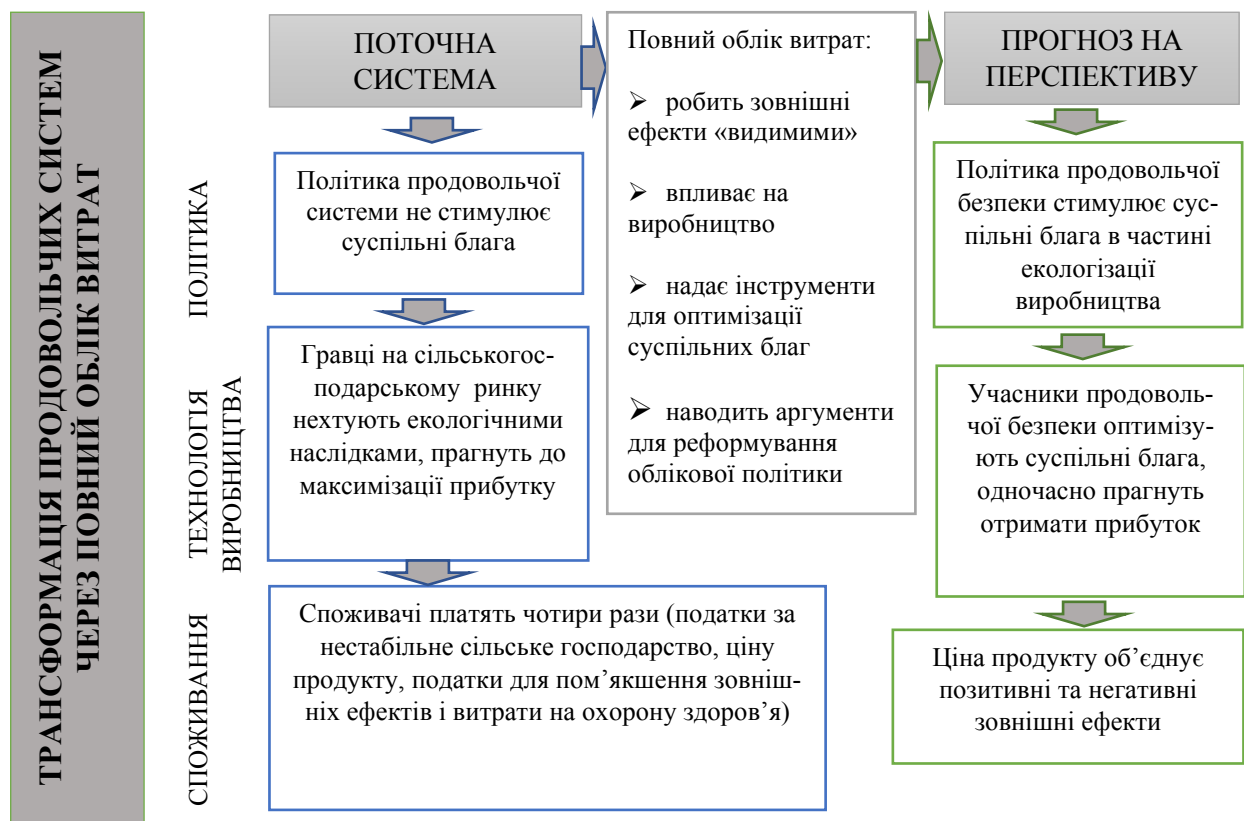 ТРАНСФОРМАЦІЯ ПРОДОВОЛЬЧИХ СИСТЕМ
ЧЕРЕЗ ПОВНИЙ ОБЛІК ВИТРАТ
ПОЛІТИКА
ТЕХНОЛОГІЯ
ВИРОБНИЦТВА
СПОЖИВАННЯ
ПОТОЧНА
СИСТЕМА
Політика продовольчої
системи не стимулює
суспільні блага
Гравці на сільськогос-
подарському ринку
нехтують екологічними
наслідками, прагнуть до
максимізації прибутку
Споживачі платять чотири рази (податки за
нестабільне сільське господарство, ціну
продукту, податки для пом’якшення зовніш-
ніх ефектів і витрати на охорону здоров’я)
Повний облік витрат:
➢ робить зовнішні
ефекти «видимими»
➢ впливає на
виробництво
➢ надає інструменти
для оптимізації
суспільних благ
➢ наводить аргументи
для реформування
облікової політики
ПРОГНОЗ НА
ПЕРСПЕКТИВУ
Політика продовольчої
безпеки стимулює сус-
пільні блага в частині
екологізації
виробництва
Учасники продоволь-
чої безпеки оптимізу-
ють суспільні блага,
одночасно прагнуть
отримати прибуток
Ціна продукту об’єднує
позитивні та негативні
зовнішні ефекти